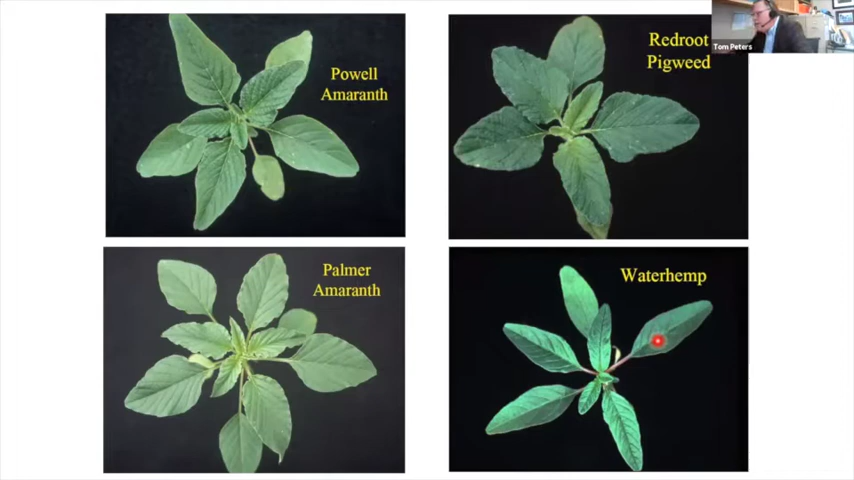 Powell
Amaranth
Redroot
Pigweed
Tom Peters
Palmer
Amaranth
Waterhemp